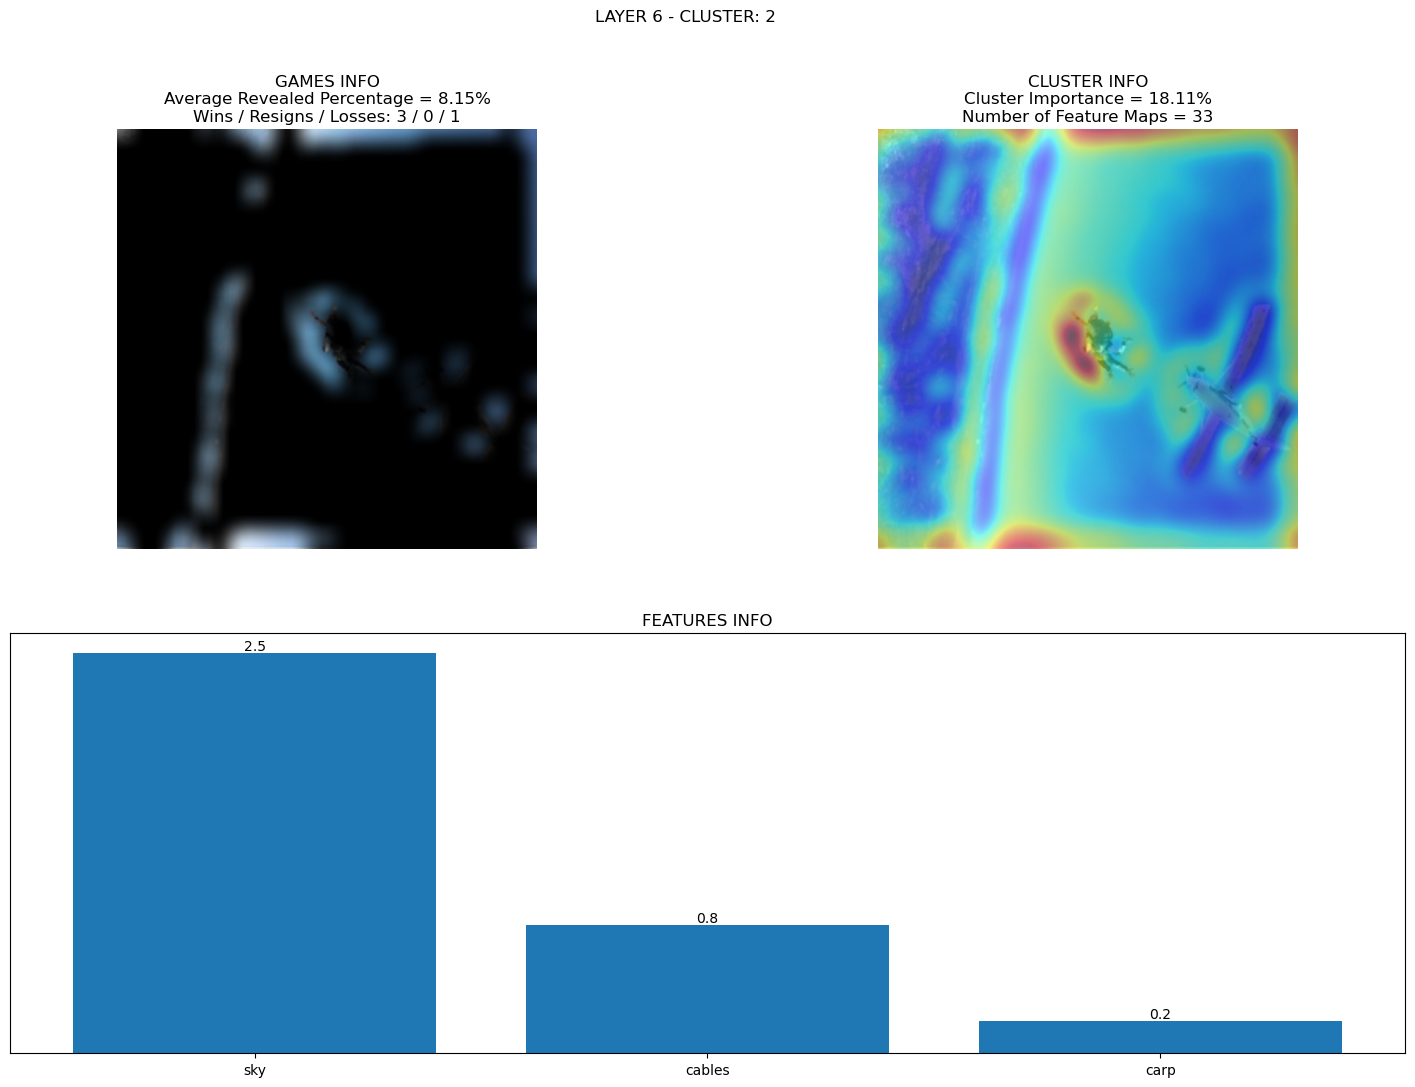 LAYER 6 - CLUSTER: 2
GAMES INFO
Average Revealed Percentage = 8.15%
Wins / Resigns / Losses: 3 / 0 / 1
CLUSTER INFO
Cluster Importance = 18.11%
Number of Feature Maps = 33
FEATURES INFO
2.5
0.8
0.2
sky
cables
carp